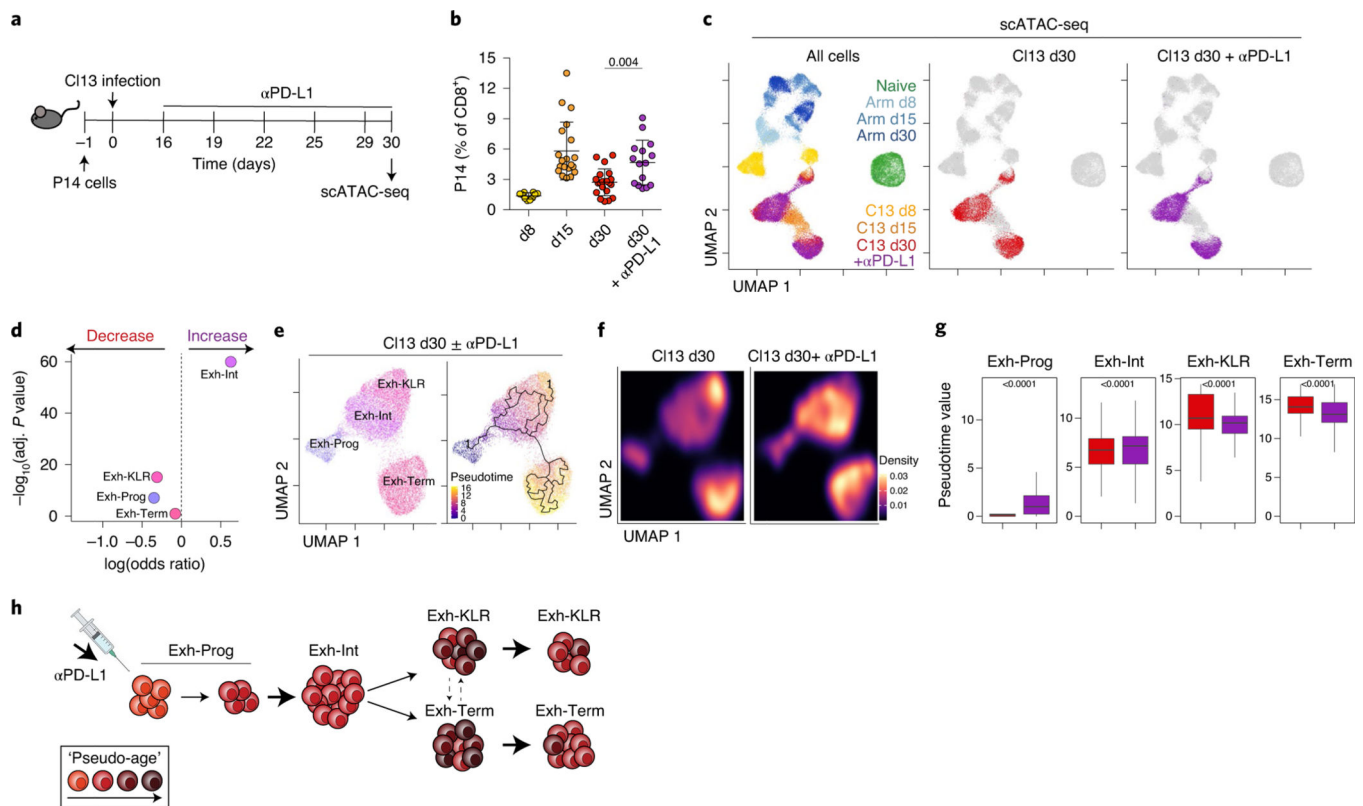 a
Cl13 infection
αPD-L1
−1 0 16 19 22 25 29 30
Time (days)
P14 cells
scATAC-seq
b
P14 (% of CD8+)
15
12
9
6
3
0
0.004
d8
d15
d30
d30
+ αPD-L1
c
scATAC-seq
All cells
Cl13 d30
Cl13 d30 + αPD-L1
Naive
Arm d8
Arm d15
Arm d30
C13 d8
C13 d15
C13 d30
+αPD-L1
UMAP 2
UMAP 1
d
Decrease
Increase
−log10(adj. P value)
60
40
20
0
Exh-Int
Exh-KLR
Exh-Prog
Exh-Term
−1.0 −0.5 0 0.5
log(odds ratio)
e
Cl13 d30 ± αPD-L1
Exh-KLR
Exh-Int
Exh-Prog
Exh-Term
1
1
Pseudotime
16
12
8
4
0
UMAP 2
UMAP 1
f
Cl13 d30
Cl13 d30+ αPD-L1
Density
0.03
0.02
0.01
UMAP 2
UMAP 1
g
Exh-Prog
Exh-Int
Exh-KLR
Exh-Term
Pseudotime value
<0.0001
<0.0001
<0.0001
<0.0001
5
0
10
5
0
15
10
5
0
15
10
5
0
h
αPD-L1
Exh-Prog
Exh-Int
Exh-KLR
Exh-KLR
Exh-Term
Exh-Term
'Pseudo-age'